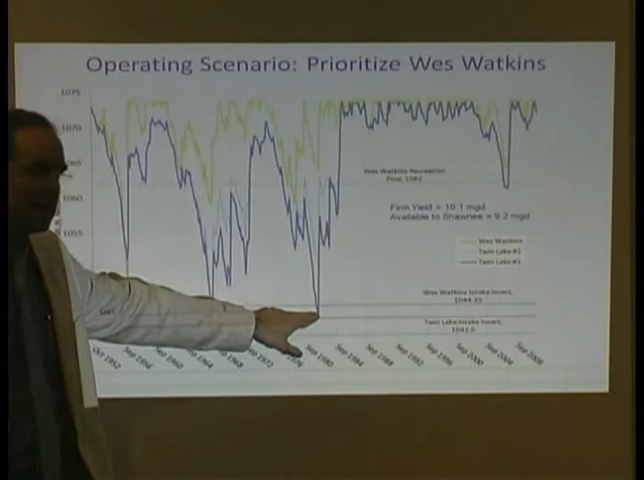 Operating Scenario: Prioritize Wes Watkins
1075
1070
1065
1060
1055
Wes Watkins Recreation
Pool, 1062
Firm Yield = 10.1 mgd
Available to Shawnee = 9.2 mgd
Wes Watkins
Twin Lake #2
Twin Lake #1
Wes Watkins Intake Invert,
1044.35
Twin Lake Intake Invert,
1042.5
Oct 1952
Sep 1956
Sep 1960
Sep 1964
1968
Sep 1972
1976
Sep 1980
Sep 1984
Sep 1988
Sep 1992
Sep 1996
Sep 2000
Sep 2004
Sep 2008